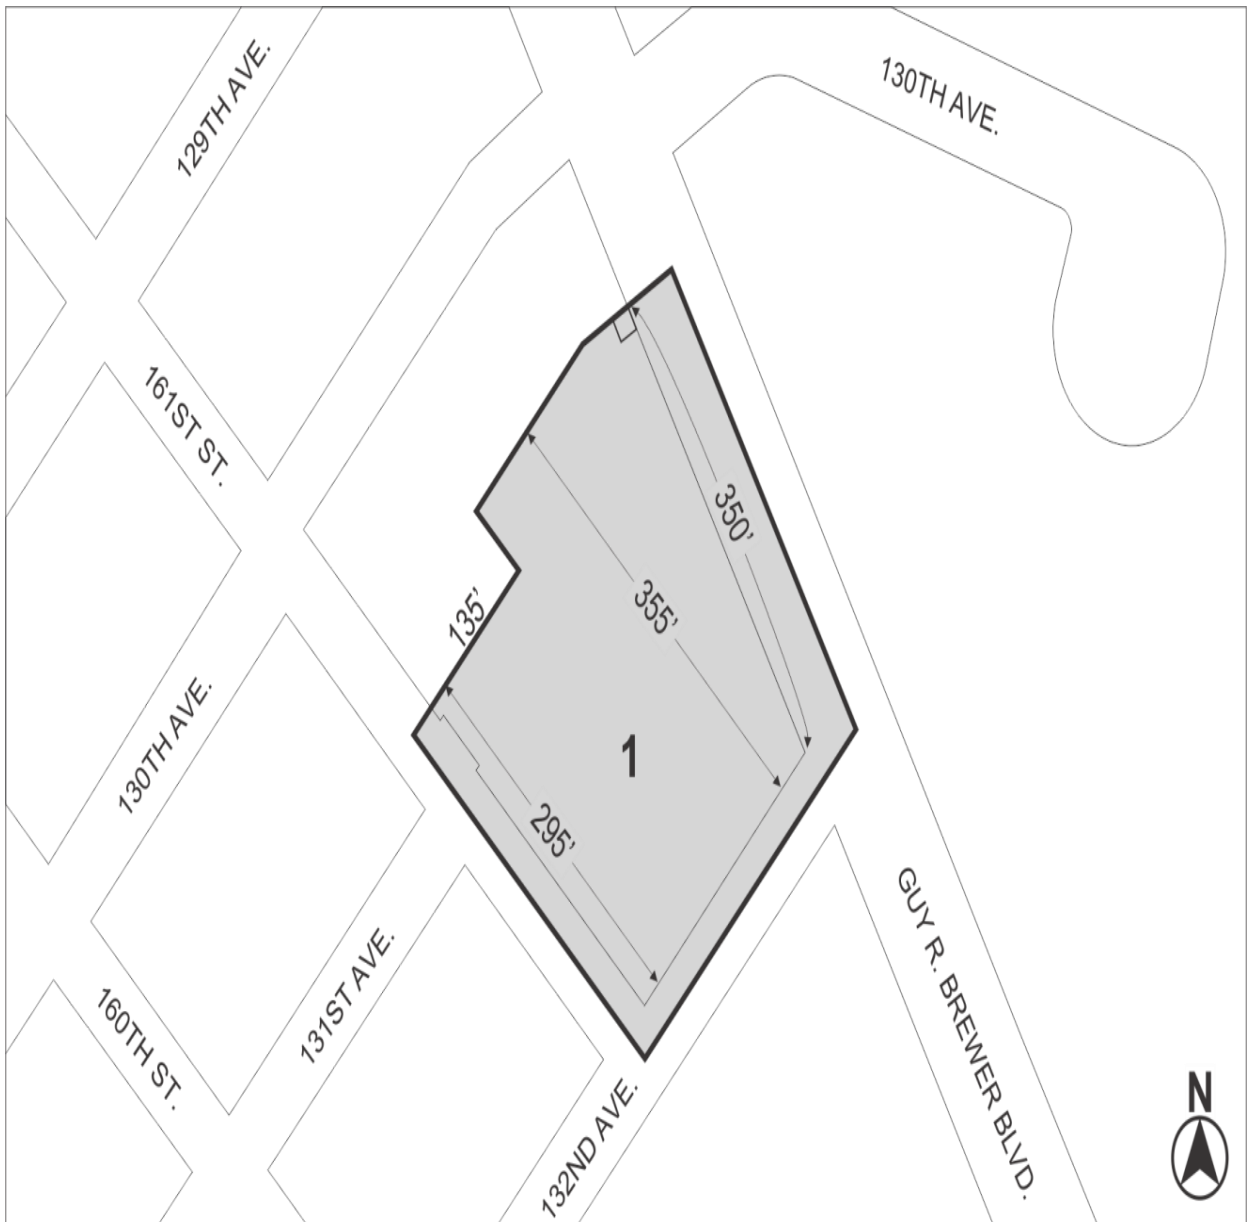 130TH AVE.
129TH AVE.
161ST ST.
350’
355’
135’
130TH AVE.
1
295’
GUY R. BREWER BLVD.
131ST AVE.
160TH ST.
132ND AVE.
N